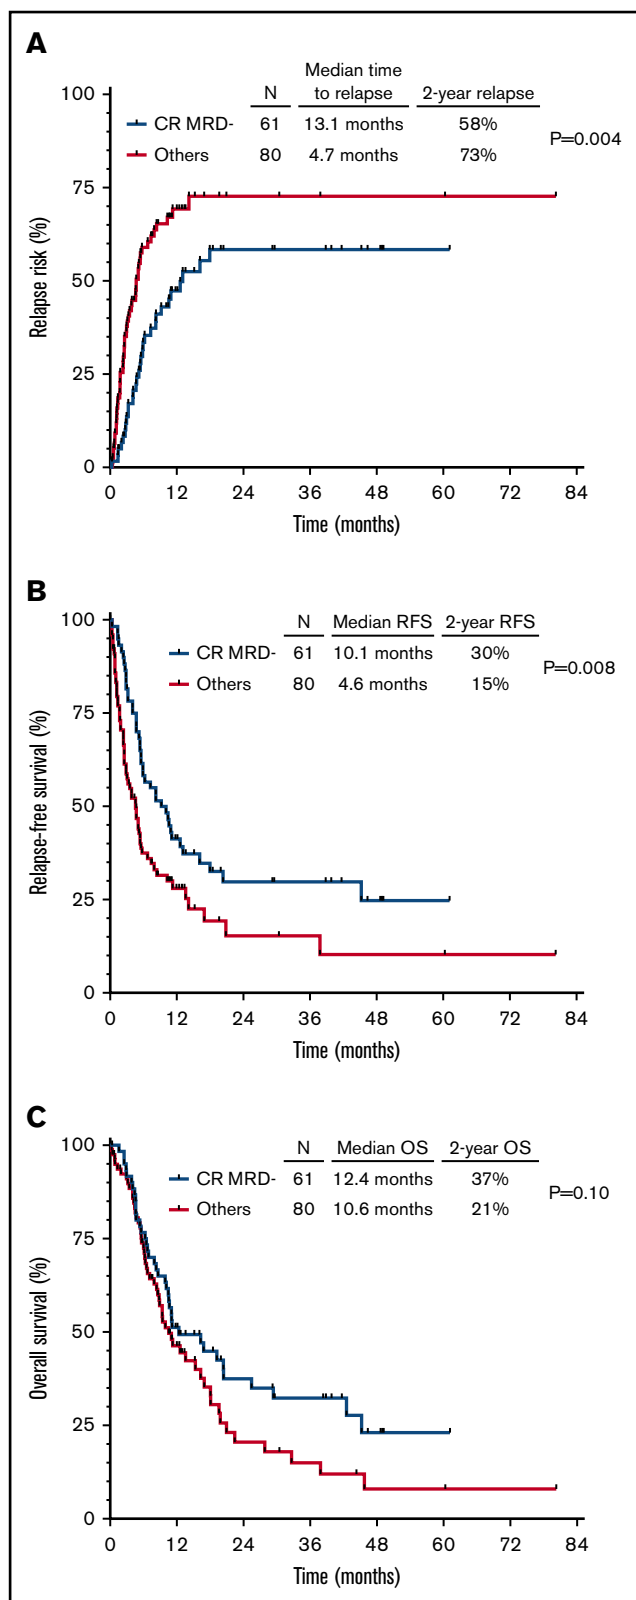 A
Median time
N to relapse 2-year relapse
CR MRD- 61 13.1 months 58%
Others 80 4.7 months 73%
P=0.004
Relapse risk (%)
100
75
50
25
0
0 12 24 36 48 60 72 84
Time (months)
B
N Median RFS 2-year RFS
CR MRD- 61 10.1 months 30%
Others 80 4.6 months 15%
P=0.008
Relapse-free survival (%)
100
75
50
25
0
0 12 24 36 48 60 72 84
Time (months)
C
N Median OS 2-year OS
CR MRD- 61 12.4 months 37%
Others 80 10.6 months 21%
P=0.10
Overall survival (%)
100
75
50
25
0
0 12 24 36 48 60 72 84
Time (months)